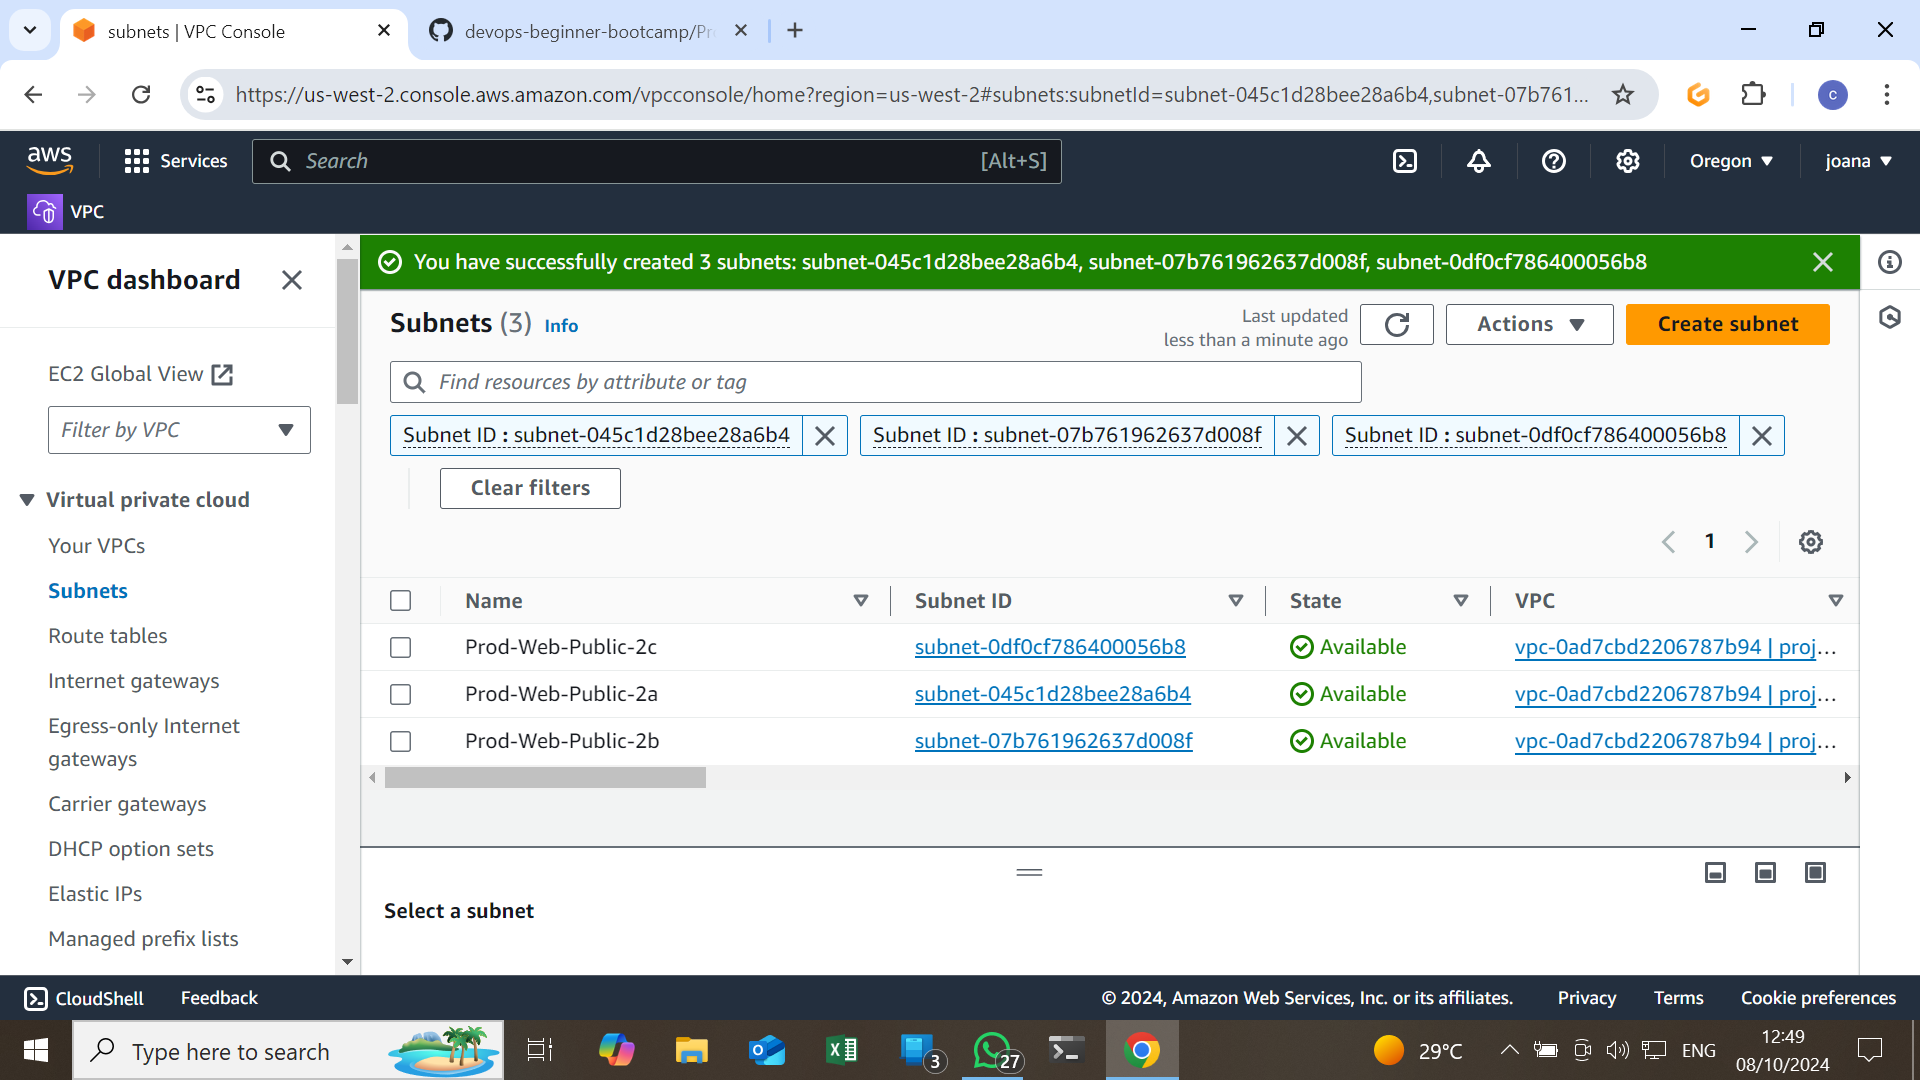 subnets | VPC Console
devops-beginner-bootcamp/Pr
https://us-west-2.console.aws.amazon.com/vpcconsole/home?region=us-west-2#subnets:subnetId=subnet-045c1d28bee28a6b4,subnet-07b761...
c
aws
Services
Search
[Alt+S]
Oregon
joana
VPC
VPC dashboard
EC2 Global View
Filter by VPC
Virtual private cloud
Your VPCs
Subnets
Route tables
Internet gateways
Egress-only Internet
gateways
Carrier gateways
DHCP option sets
Elastic IPs
Managed prefix lists
You have successfully created 3 subnets: subnet-045c1d28bee28a6b4, subnet-07b761962637d008f, subnet-0df0cf786400056b8
Subnets (3) Info
Last updated
less than a minute ago
Actions
Create subnet
Find resources by attribute or tag
Subnet ID : subnet-045c1d28bee28a6b4
Subnet ID : subnet-07b761962637d008f
Subnet ID : subnet-0df0cf786400056b8
Clear filters
1
Name Subnet ID State VPC
Prod-Web-Public-2c subnet-0df0cf786400056b8 Available vpc-0ad7cbd2206787b94 | proj...
Prod-Web-Public-2a subnet-045c1d28bee28a6b4 Available vpc-0ad7cbd2206787b94 | proj...
Prod-Web-Public-2b subnet-07b761962637d008f Available vpc-0ad7cbd2206787b94 | proj...
Select a subnet
CloudShell
Feedback
© 2024, Amazon Web Services, Inc. or its affiliates.
Privacy
Terms
Cookie preferences
Type here to search
3
27
29°C
ENG
12:49
08/10/2024